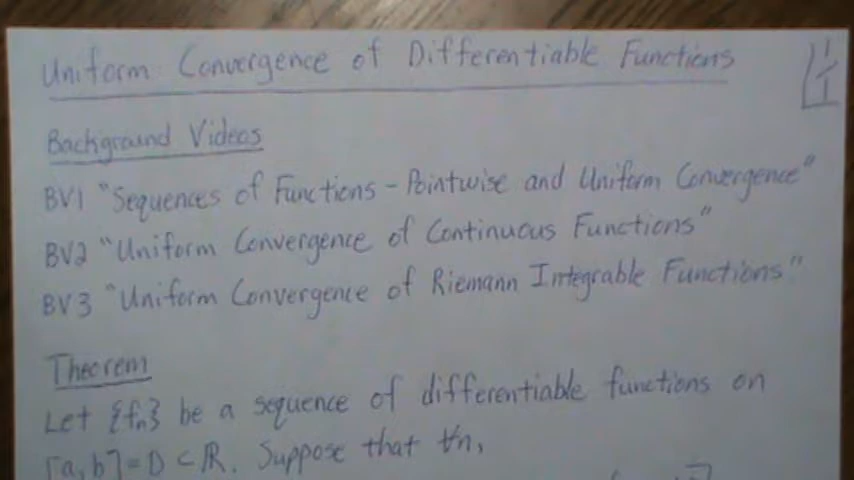 Uniform Convergence of Differentiable Functions
Background Videos
BV1 "Sequences of Functions - Pointwise and Uniform Convergence"
BV2 "Uniform Convergence of Continuous Functions"
BV3 "Uniform Convergence of Riemann Integrable Functions"
Theorem
Let {fn} be a sequence of differentiable functions on
[a,b]=D⊂ℝ. Suppose that ∀n,